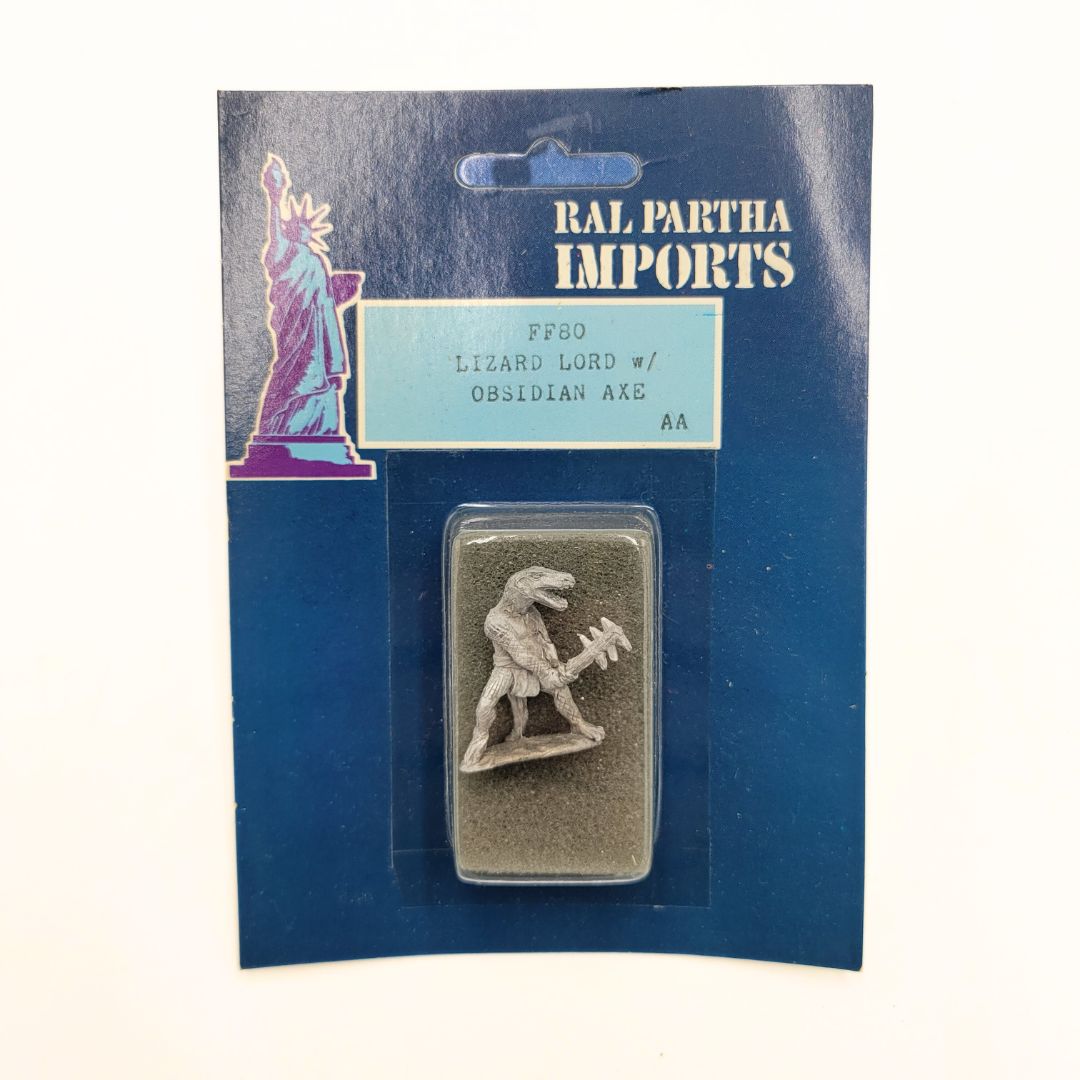 RAL PARTHA
IMPORTS
FF80
LIZARD LORD w/
OBSIDIAN AXE
AA